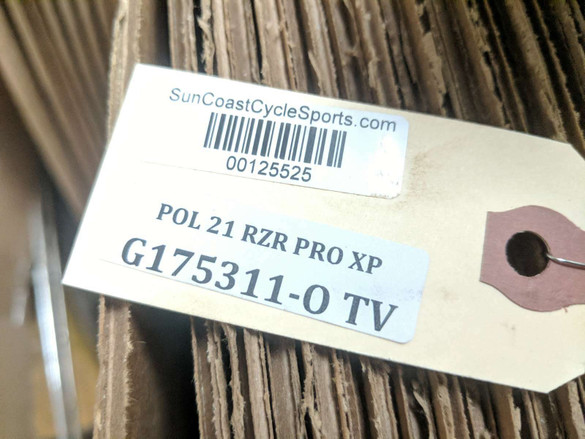 SunCoastCycleSports.com
00125525
POL 21 RZR PRO XP
G175311-O TV